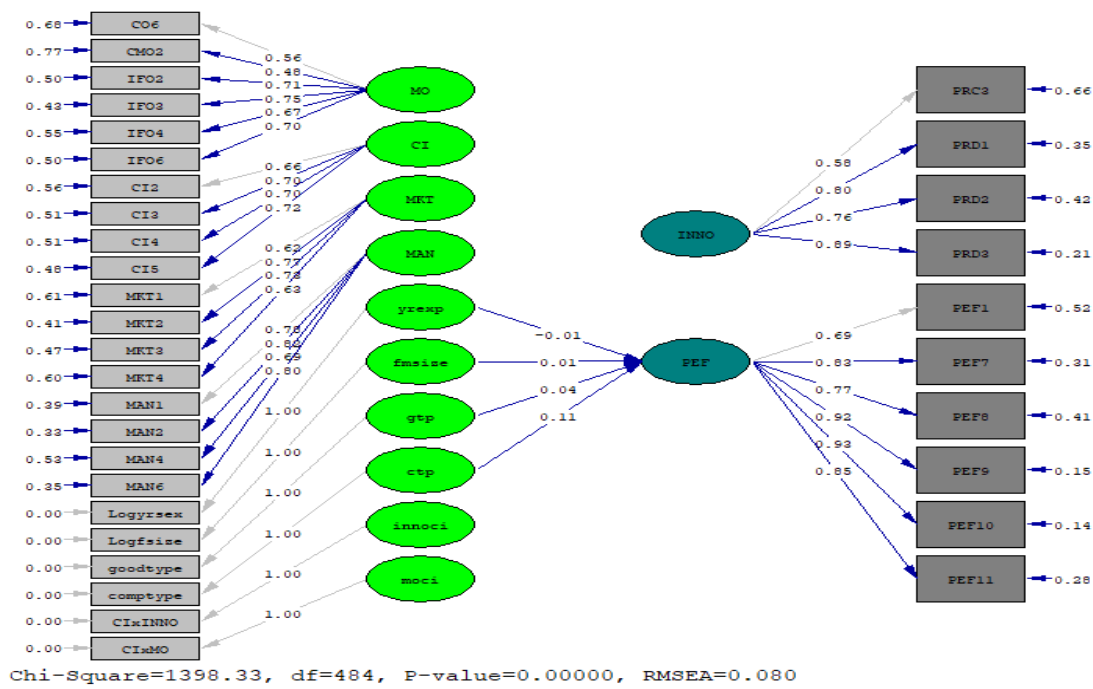 0.68 CO6
0.77 CMO2
0.50 IFO2
0.43 IFO3
0.55 IFO4
0.50 IFO6
0.56 CI2
0.51 CI3
0.51 CI4
0.48 CI5
0.61 MKT1
0.41 MKT2
0.47 MKT3
0.60 MKT4
0.39 MAN1
0.33 MAN2
0.53 MAN4
0.35 MAN6
0.00 Logyrsex
0.00 Logfsize
0.00 goodtype
0.00 comptype
0.00 CIxINNO
0.00 CIxMO
0.56
0.48
0.71
0.75
0.67
0.70
0.66
0.70
0.70
0.72
0.62
0.77
0.73
0.63
0.78
0.82
0.69
0.80
1.00
1.00
1.00
1.00
1.00
1.00
MO
CI
MKT
MAN
yrexp
fmsize
gtp
ctp
innoci
moci
-0.01
0.01
0.04
0.11
INNO
PEF
0.58
0.80
0.76
0.89
0.69
0.83
0.77
0.92
0.93
0.85
PRC3 0.66
PRD1 0.35
PRD2 0.42
PRD3 0.21
PEF1 0.52
PEF7 0.31
PEF8 0.41
PEF9 0.15
PEF10 0.14
PEF11 0.28
Chi-Square=1398.33, df=484, P-value=0.00000, RMSEA=0.080